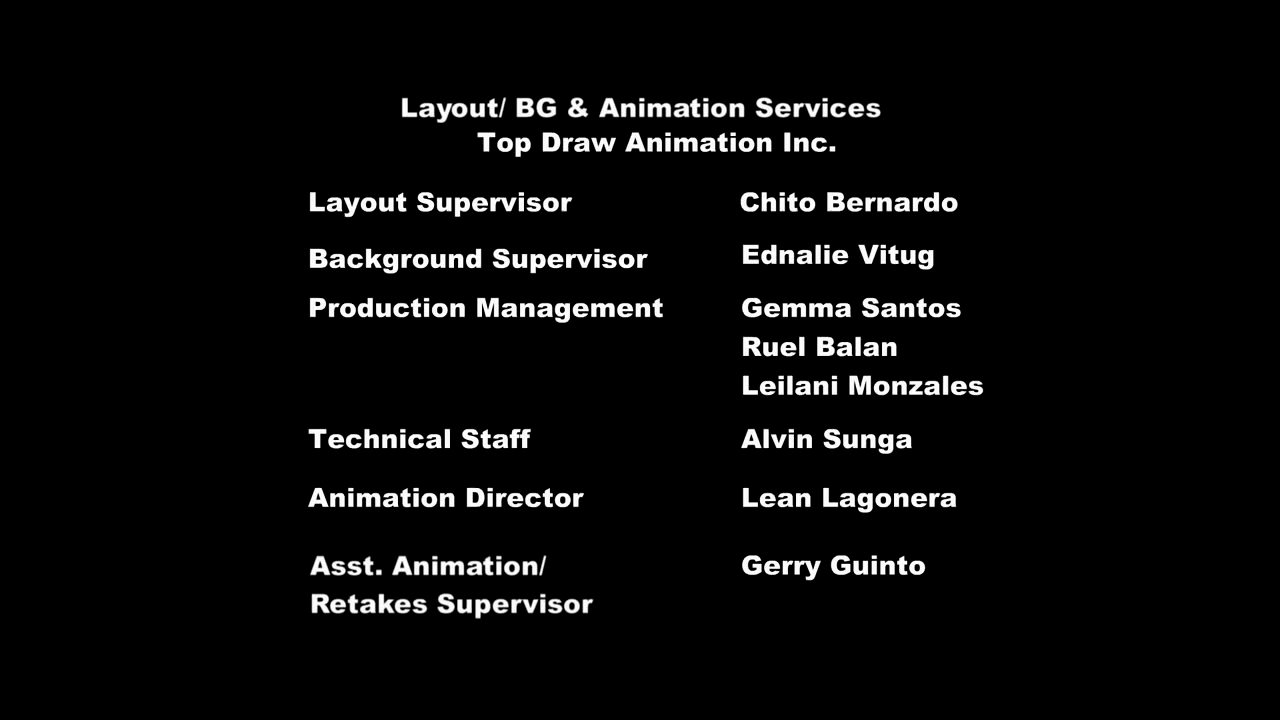 Layout/ BG & Animation Services
Top Draw Animation Inc.
Layout Supervisor Chito Bernardo
Background Supervisor Ednalie Vitug
Production Management Gemma Santos
Ruel Balan
Leilani Monzales
Technical Staff Alvin Sunga
Animation Director Lean Lagonera
Asst. Animation/ Gerry Guinto
Retakes Supervisor